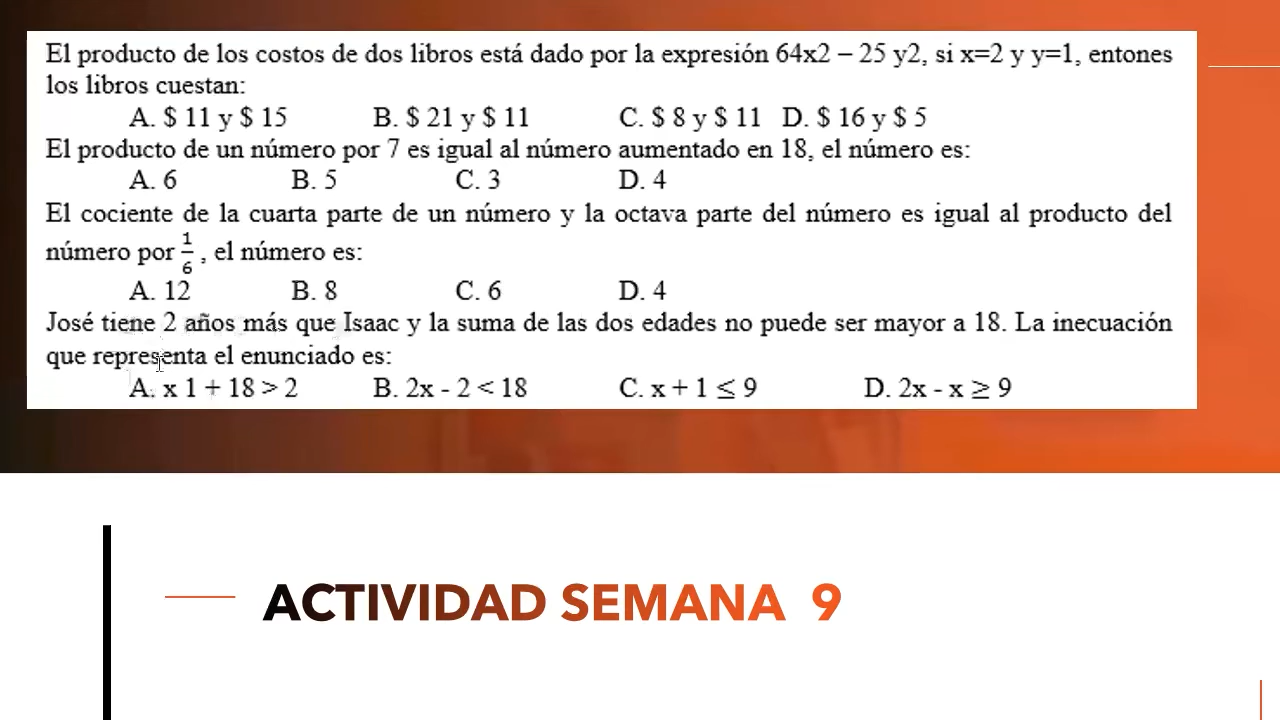 El producto de los costos de dos libros está dado por la expresión 64x2 – 25 y2, si x=2 y y=1, entones
los libros cuestan:
A. $ 11 y $ 15 B. $ 21 y $ 11 C. $ 8 y $ 11 D. $ 16 y $ 5
El producto de un número por 7 es igual al número aumentado en 18, el número es:
A. 6 B. 5 C. 3 D. 4
El cociente de la cuarta parte de un número y la octava parte del número es igual al producto del
número por 1/6 , el número es:
A. 12 B. 8 C. 6 D. 4
José tiene 2 años más que Isaac y la suma de las dos edades no puede ser mayor a 18. La inecuación
que representa el enunciado es:
A. x 1 + 18 > 2 B. 2x - 2 < 18 C. x + 1 ≤ 9 D. 2x - x ≥ 9
ACTIVIDAD SEMANA 9